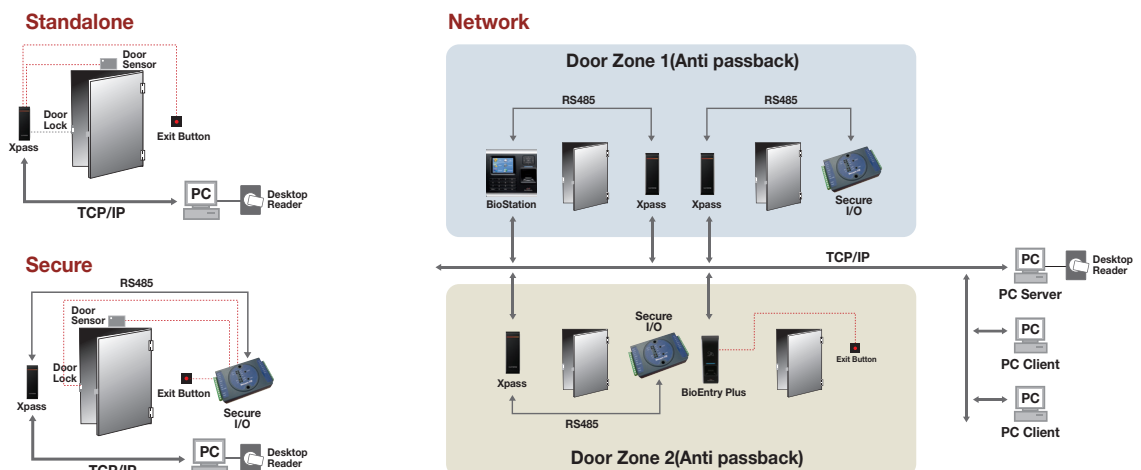 Standalone
Door
Sensor
Door
Lock
Xpass
Exit Button
TCP/IP
PC
Desktop
Reader
Secure
RS485
Door
Sensor
Door
Lock
Xpass
Exit Button
Secure
I/O
TCP/IP
PC
Desktop
Reader
Network
Door Zone 1(Anti passback)
RS485
RS485
BioStation
Xpass
Xpass
Secure
I/O
TCP/IP
PC
Desktop
Reader
PC Server
PC
PC Client
PC
PC Client
Secure
I/O
Xpass
BioEntry Plus
Exit Button
RS485
Door Zone 2(Anti passback)